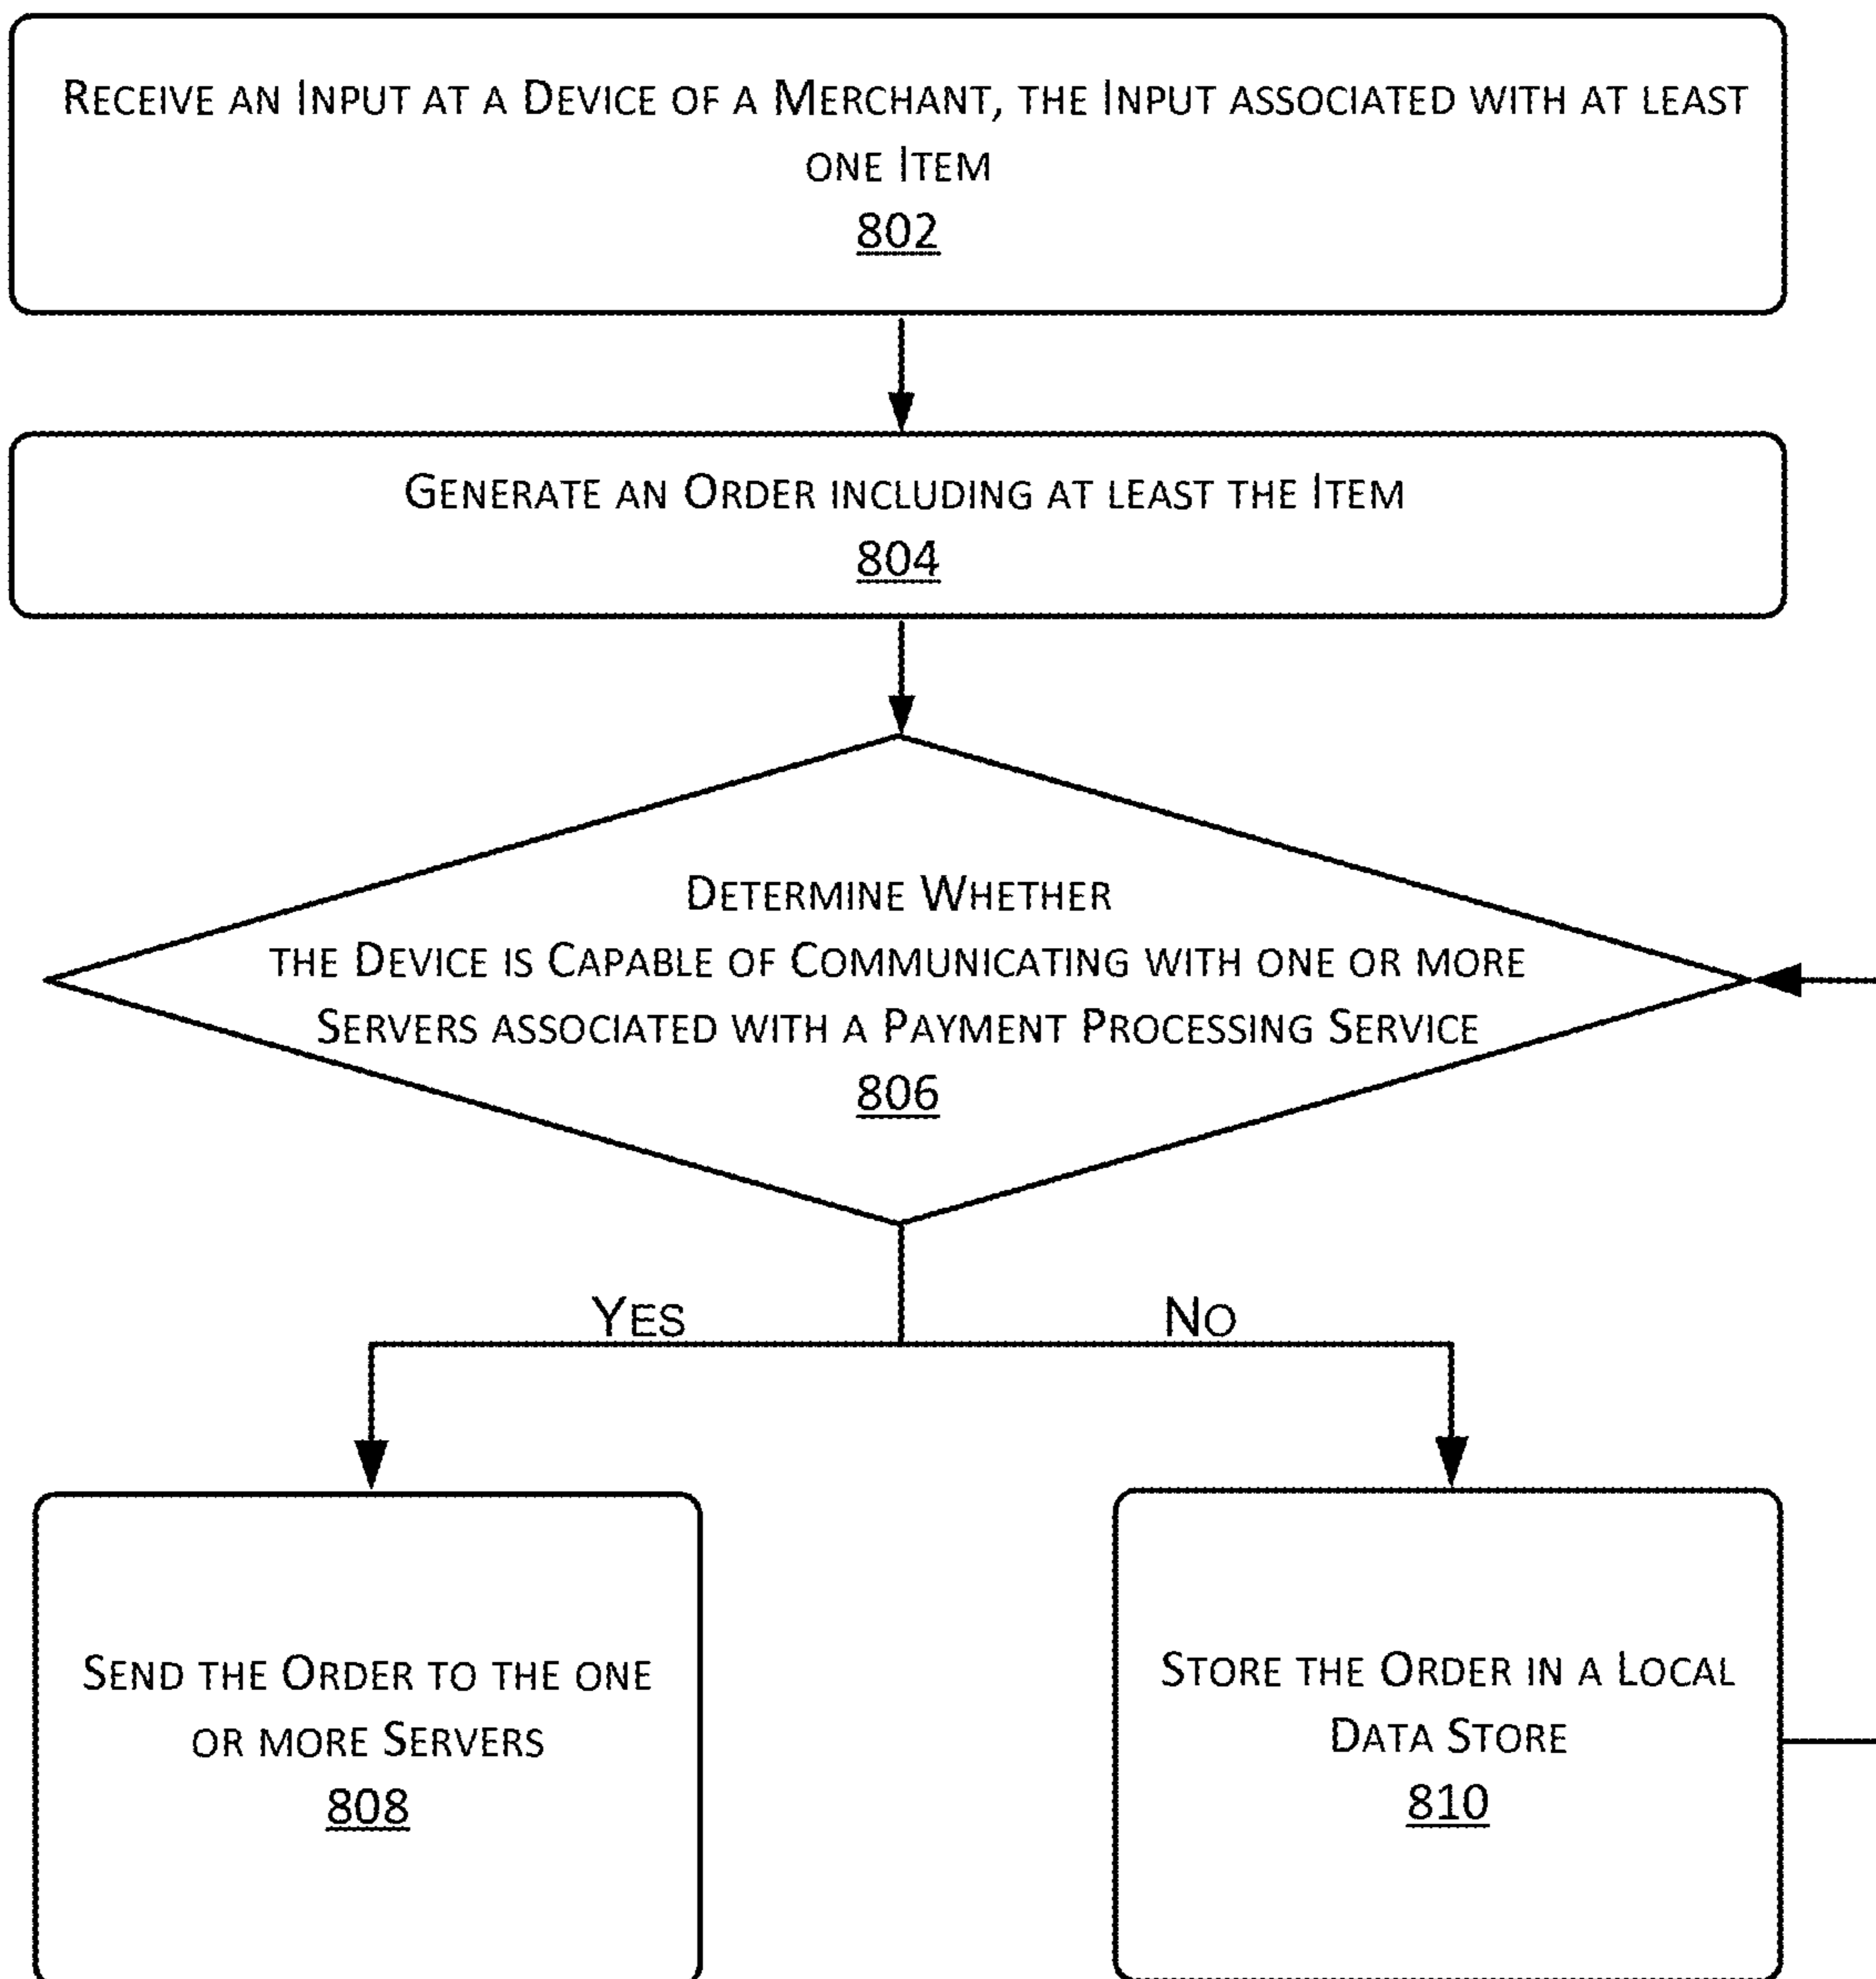 RECEIVE AN INPUT AT A DEVICE OF A MERCHANT, THE INPUT ASSOCIATED WITH AT LEAST
ONE ITEM
802
GENERATE AN ORDER INCLUDING AT LEAST THE ITEM
804
DETERMINE WHETHER
THE DEVICE IS CAPABLE OF COMMUNICATING WITH ONE OR MORE
SERVERS ASSOCIATED WITH A PAYMENT PROCESSING SERVICE
806
YES
NO
SEND THE ORDER TO THE ONE
OR MORE SERVERS
808
STORE THE ORDER IN A LOCAL
DATA STORE
810